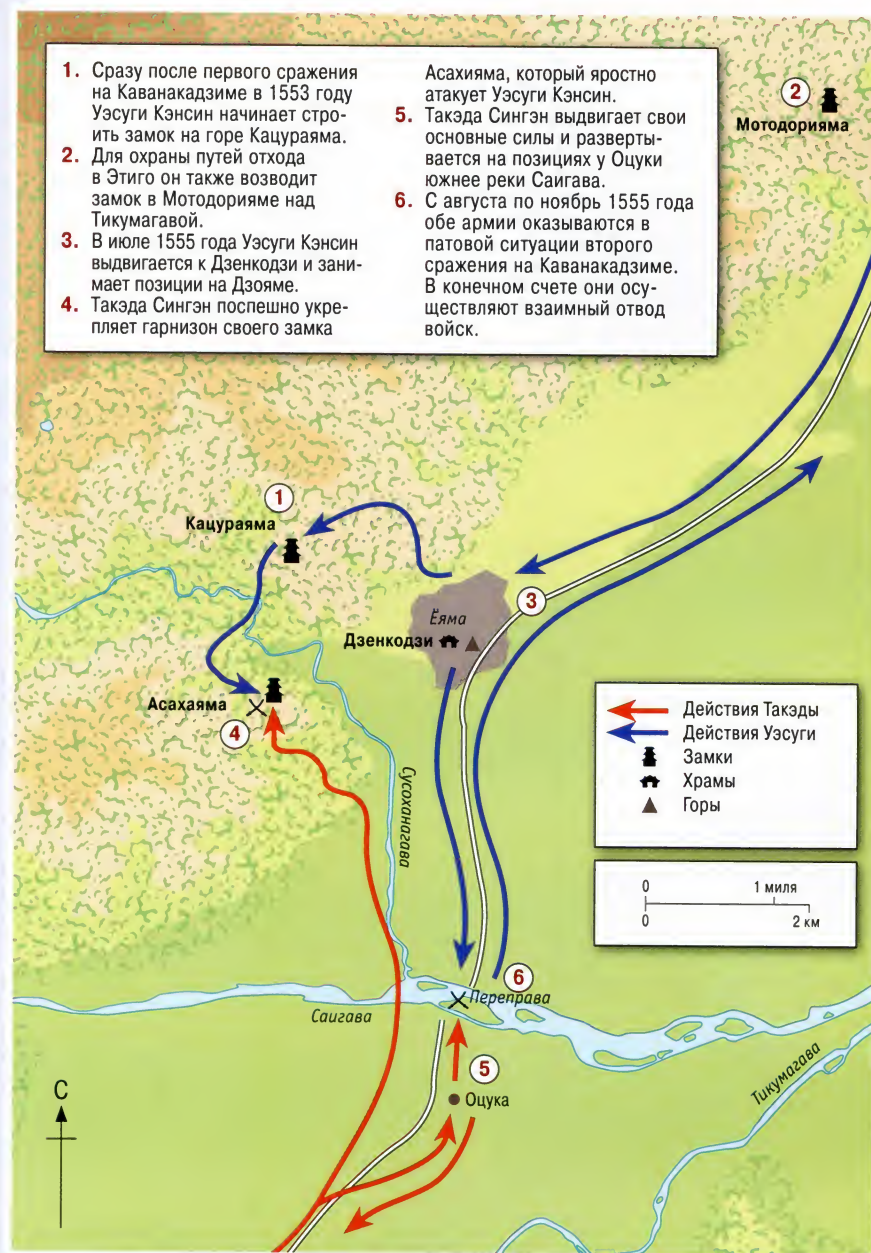 1. Сразу после первого сражения
на Каванакадзиме в 1553 году
Уэсуги Кэнсин начинает стро-
ить замок на горе Кацураяма.
2. Для охраны путей отхода
в Этиго он также возводит
замок в Мотодорияме над
Тикумагавой.
3. В июле 1555 года Уэсуги Кэнсин
выдвигается к Дзенкодзи и зани-
мает позиции на Дзояме.
4. Такэда Сингэн поспешно укре-
пляет гарнизон своего замка
Асахияма, который яростно
атакует Уэсуги Кэнсин.
5. Такэда Сингэн выдвигает свои
основные силы и разверты-
вается на позициях у Оцуки
южнее реки Саигава.
6. С августа по ноябрь 1555 года
обе армии оказываются в
патовой ситуации второго
сражения на Каванакадзиме.
В конечном счете они осу-
ществляют взаимный отвод
войск.
2
Мотодорияма
1
Кацураяма
3
Ёяма
Дзенкодзи
Асахаяма
4
Сусоханагава
Действия Такэды
Действия Уэсуги
Замки
Храмы
Горы
0 1 миля
0 2 км
6
Переправа
Саигава
5
Оцука
Тикумагава
С